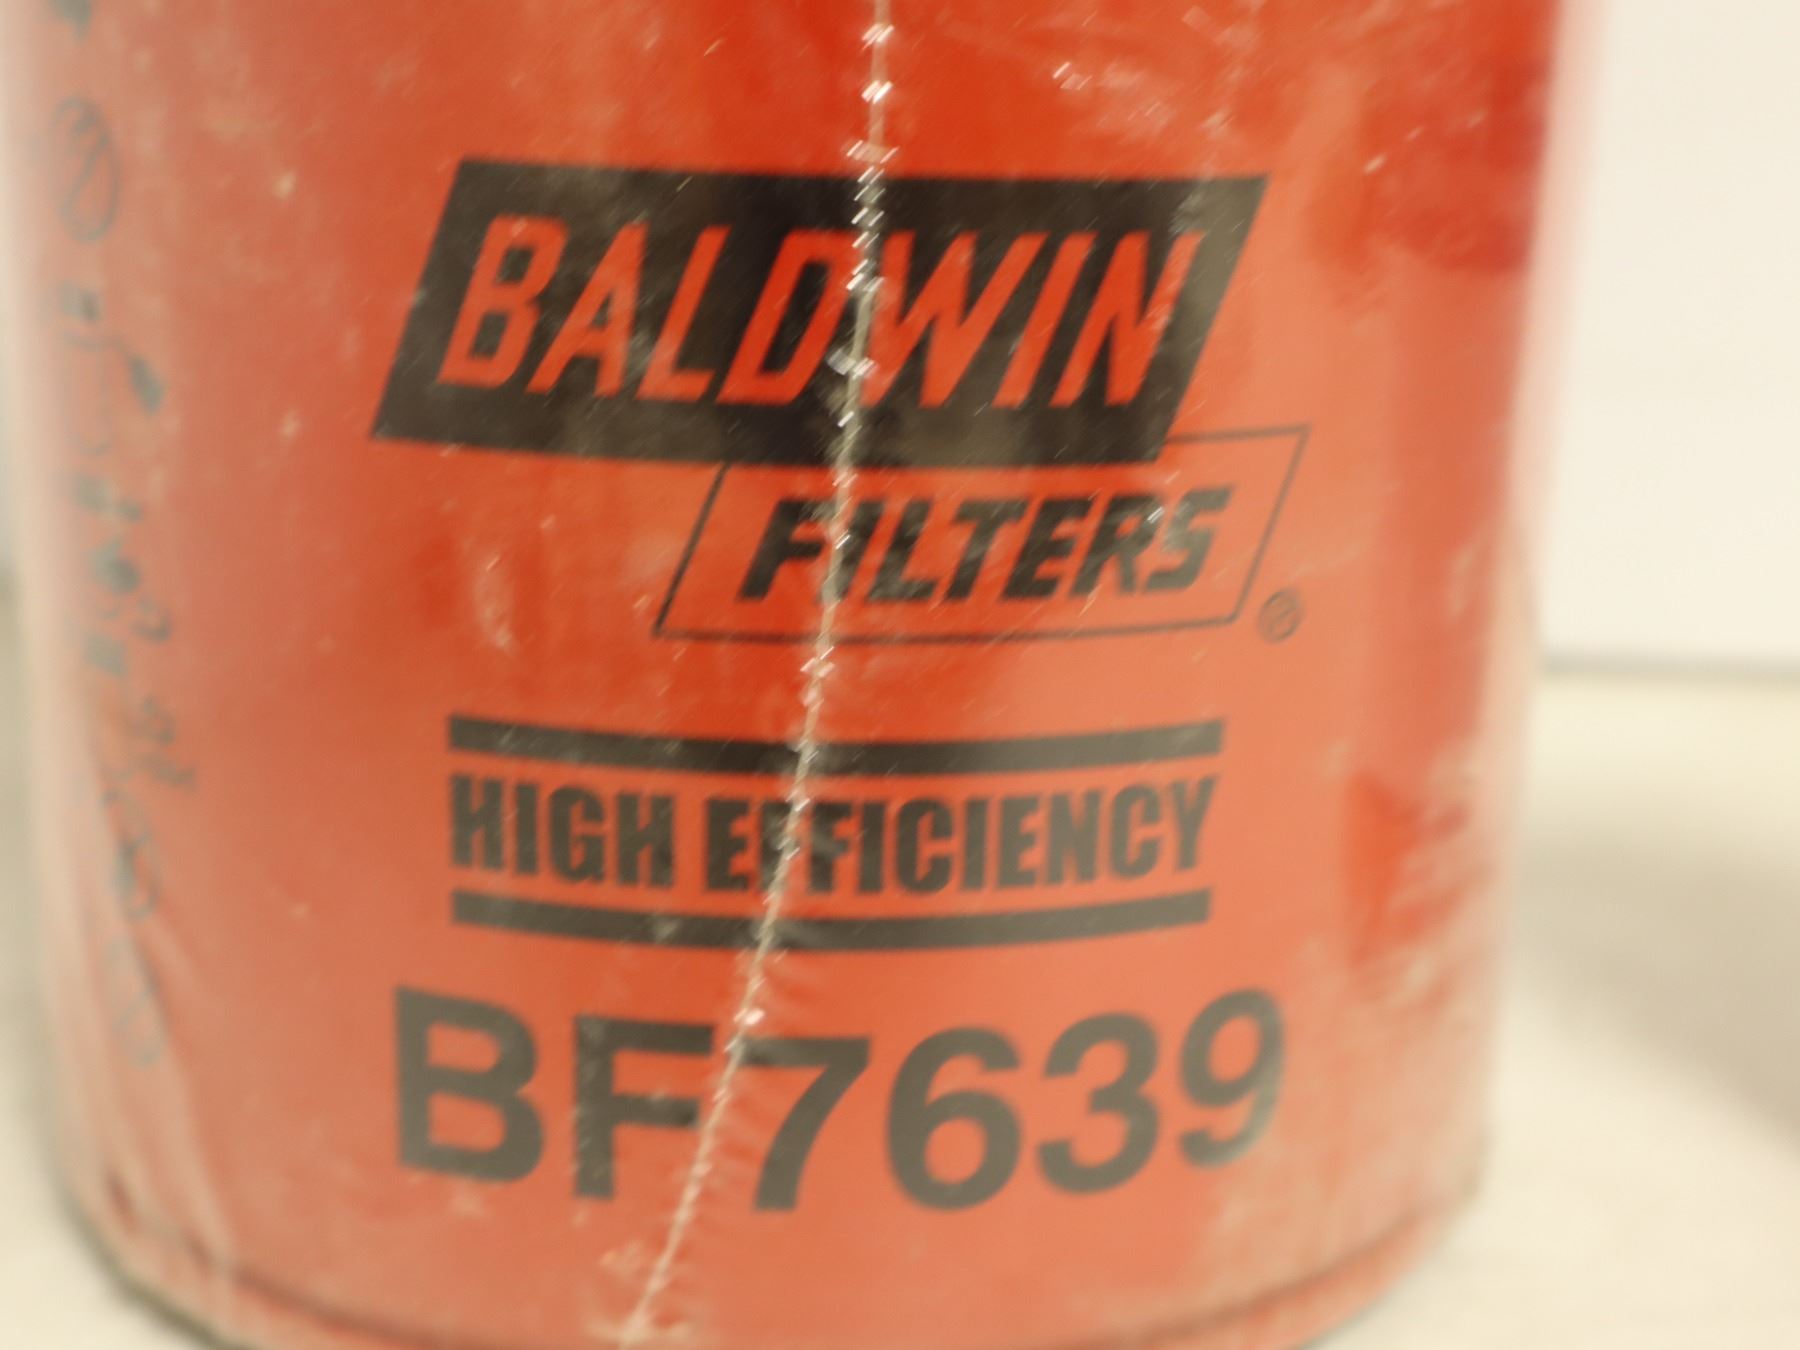 BALDWIN
FILTERS®
HIGH EFFICIENCY
BF7639